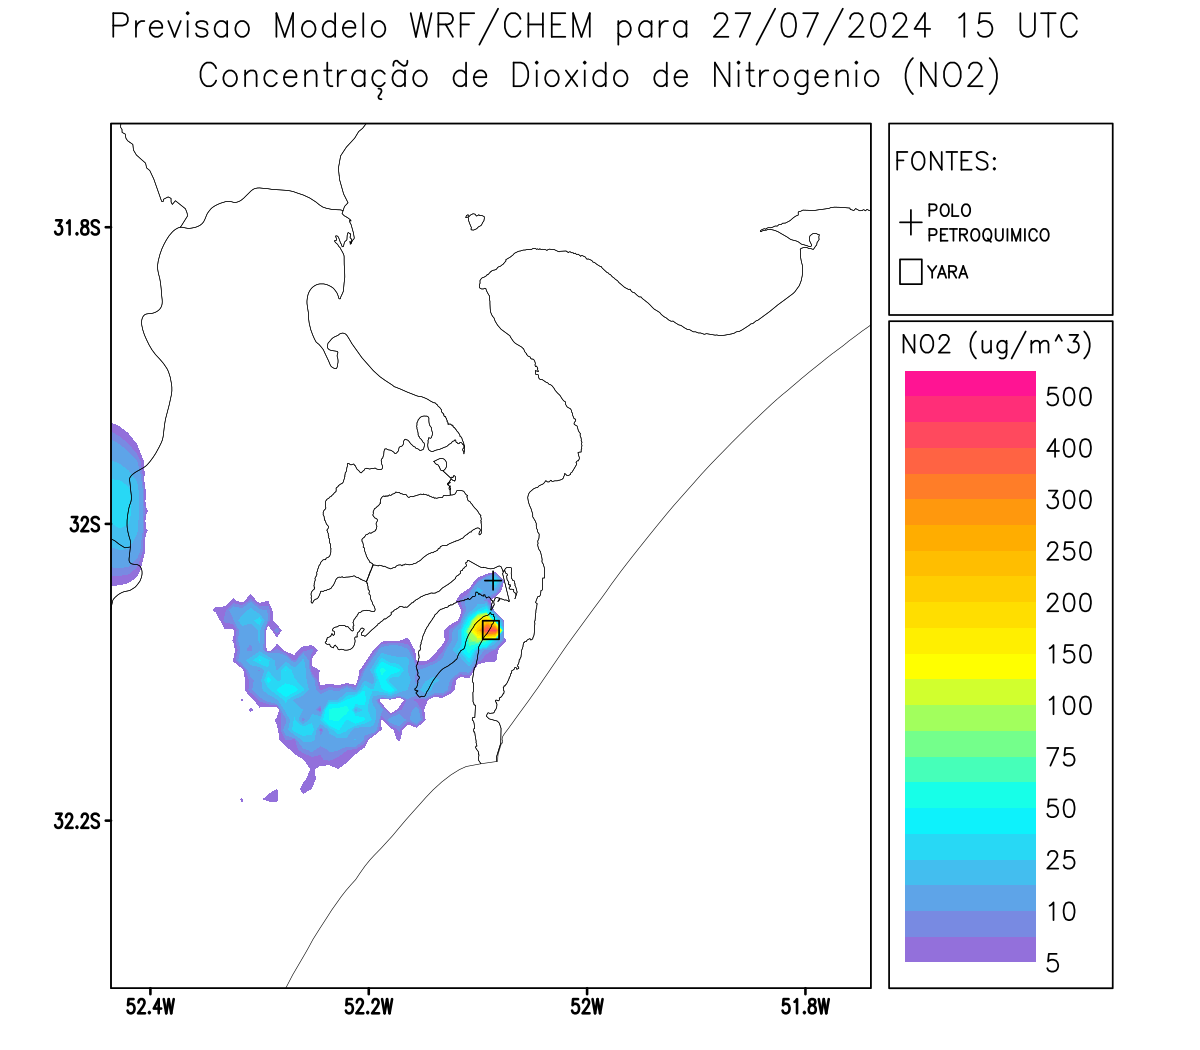 Previsao Modelo WRF/CHEM para 27/07/2024 15 UTC
Concentração de Dioxido de Nitrogenio (NO2)
FONTES:
POLO
PETROQUIMICO
YARA
NO2 (ug/m^3)
500
400
300
250
200
150
100
75
50
25
10
5
31.8S
32S
32.2S
52.4W
52.2W
52W
51.8W